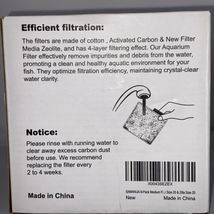 Efficient filtration:
The filters are made of cotton , Activated Carbon & New Filter
Media Zeolite, and has 4-layer filtering effect. Our Aquarium
Filter effectively remove impurities and debris from the water,
promoting a clean and healthy aquatic environment for your
fish. They optimize filtration efficiency, maintaining crystal-clear
water clarity.
Notice:
Please rinse with running water to
clear away excess carbon dust
before use. We recommend
replacing the filter every
2 to 4 weeks.
Made in China
New
Made in China